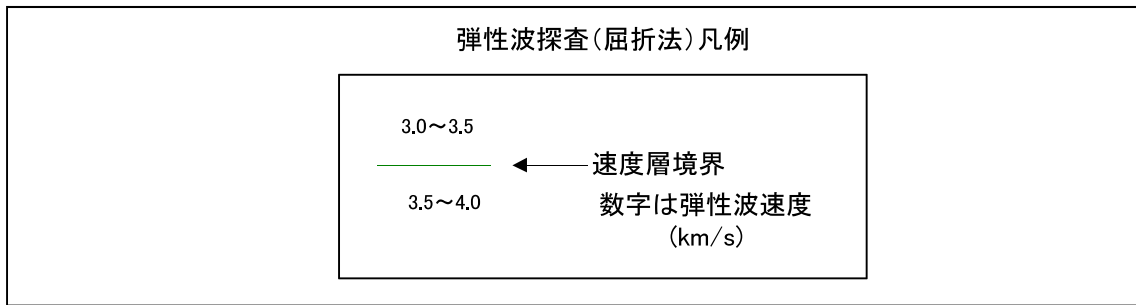 弾性波探査(屈折法)凡例
3.0～3.5
速度層境界
3.5～4.0
数字は弾性波速度
(km/s)